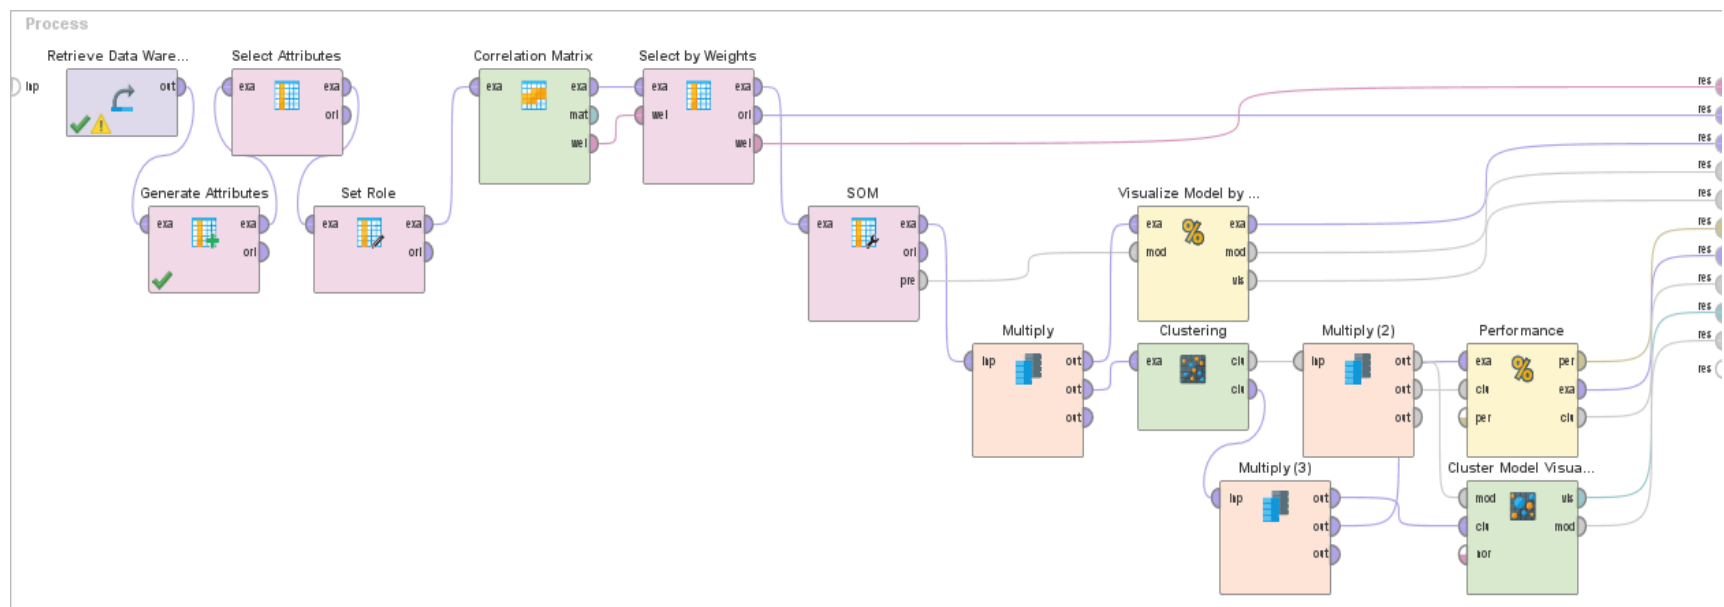 Process
Retrieve Data Ware...
Select Attributes
Correlation Matrix
Select by Weights
inp
out
exa
exa
exa
exa
exa
exa
res
ori
mat
wei
ori
res
wei
wei
res
res
Generate Attributes
Set Role
SOM
Visualize Model by ...
res
exa
exa
exa
exa
exa
exa
exa
exa
res
ori
ori
ori
mod
mod
res
pre
vis
res
res
Multiply
Clustering
Multiply (2)
Performance
res
inp
out
exa
clu
inp
out
exa
per
res
out
clu
out
clu
exa
out
out
per
clu
Multiply (3)
Cluster Model Visua...
inp
out
mod
vis
out
clu
mod
out
nor